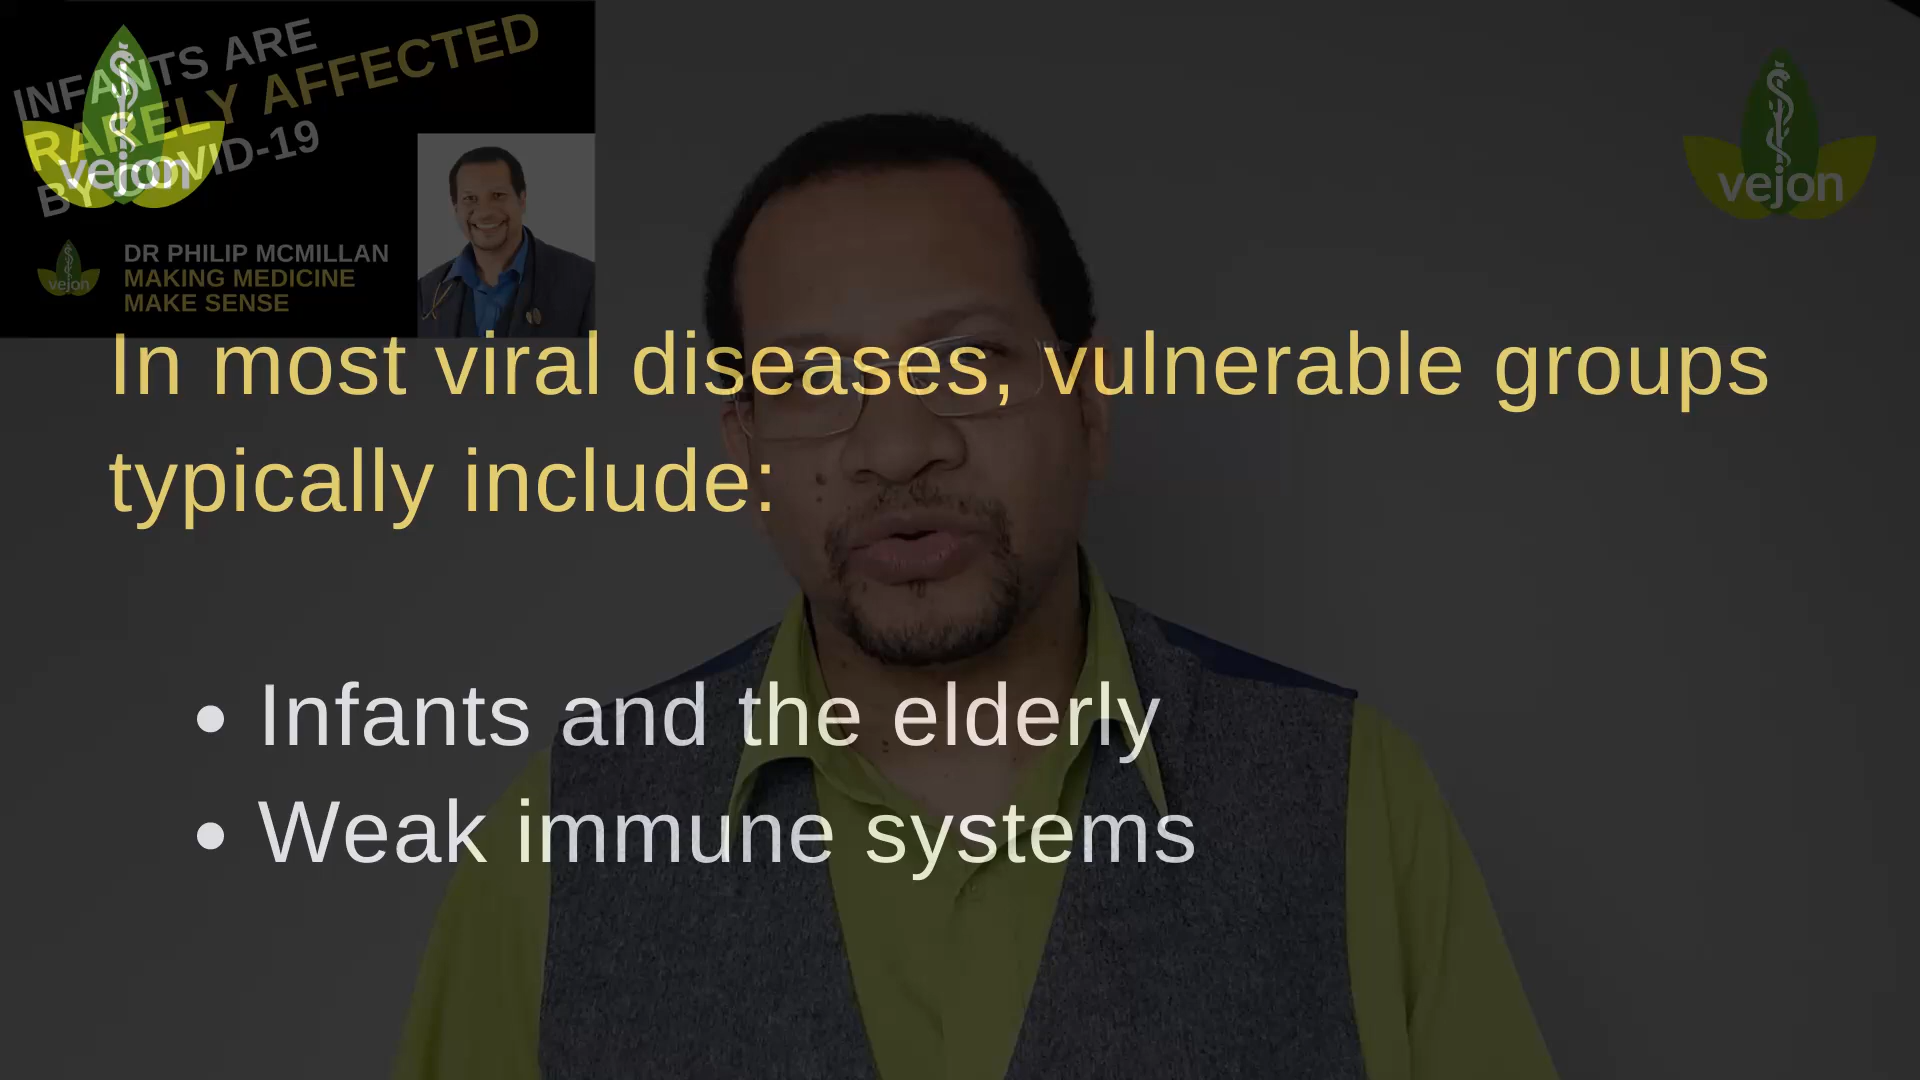 INFANTS ARE
RARELY AFFECTED
BY COVID-19
vejon
DR PHILIP MCMILLAN
MAKING MEDICINE
MAKE SENSE
vejon
vejon
In most viral diseases, vulnerable groups
typically include:
• Infants and the elderly
• Weak immune systems